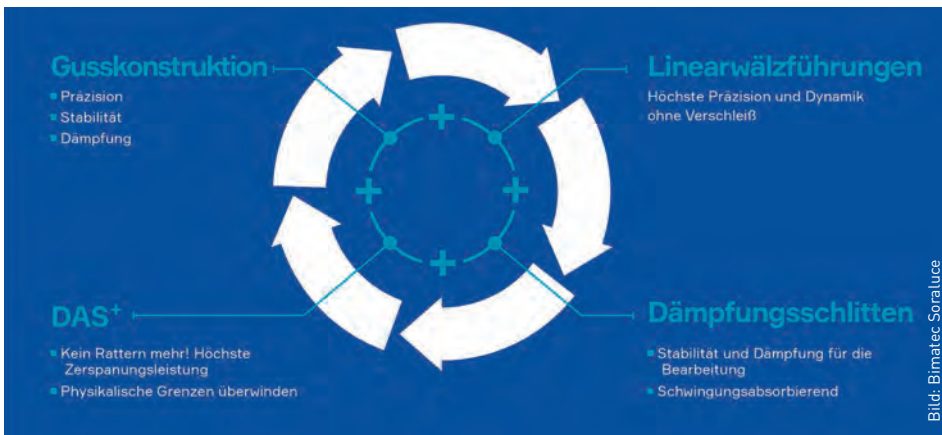 Gusskonstruktion
Präzision
Stabilität
Dämpfung
Linearwälzführungen
Höchste Präzision und Dynamik
ohne Verschleiß
DAS+
Kein Rattern mehr! Höchste
Zerspanungsleistung
Physikalische Grenzen überwinden
Dämpfungsschlitten
Stabilität und Dämpfung für die
Bearbeitung
Schwingungsabsorbierend
Bild: Bimatec Soraluce